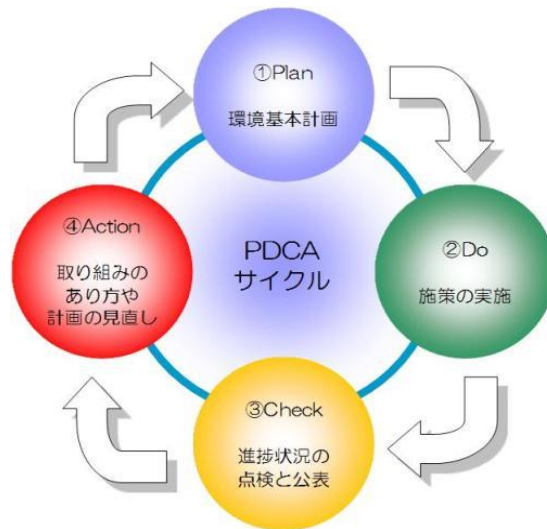 ①Plan
環境基本計画
②Do
施策の実施
③Check
進捗状況の
点検と公表
④Action
取り組みの
あり方や
計画の見直し
PDCA
サイクル